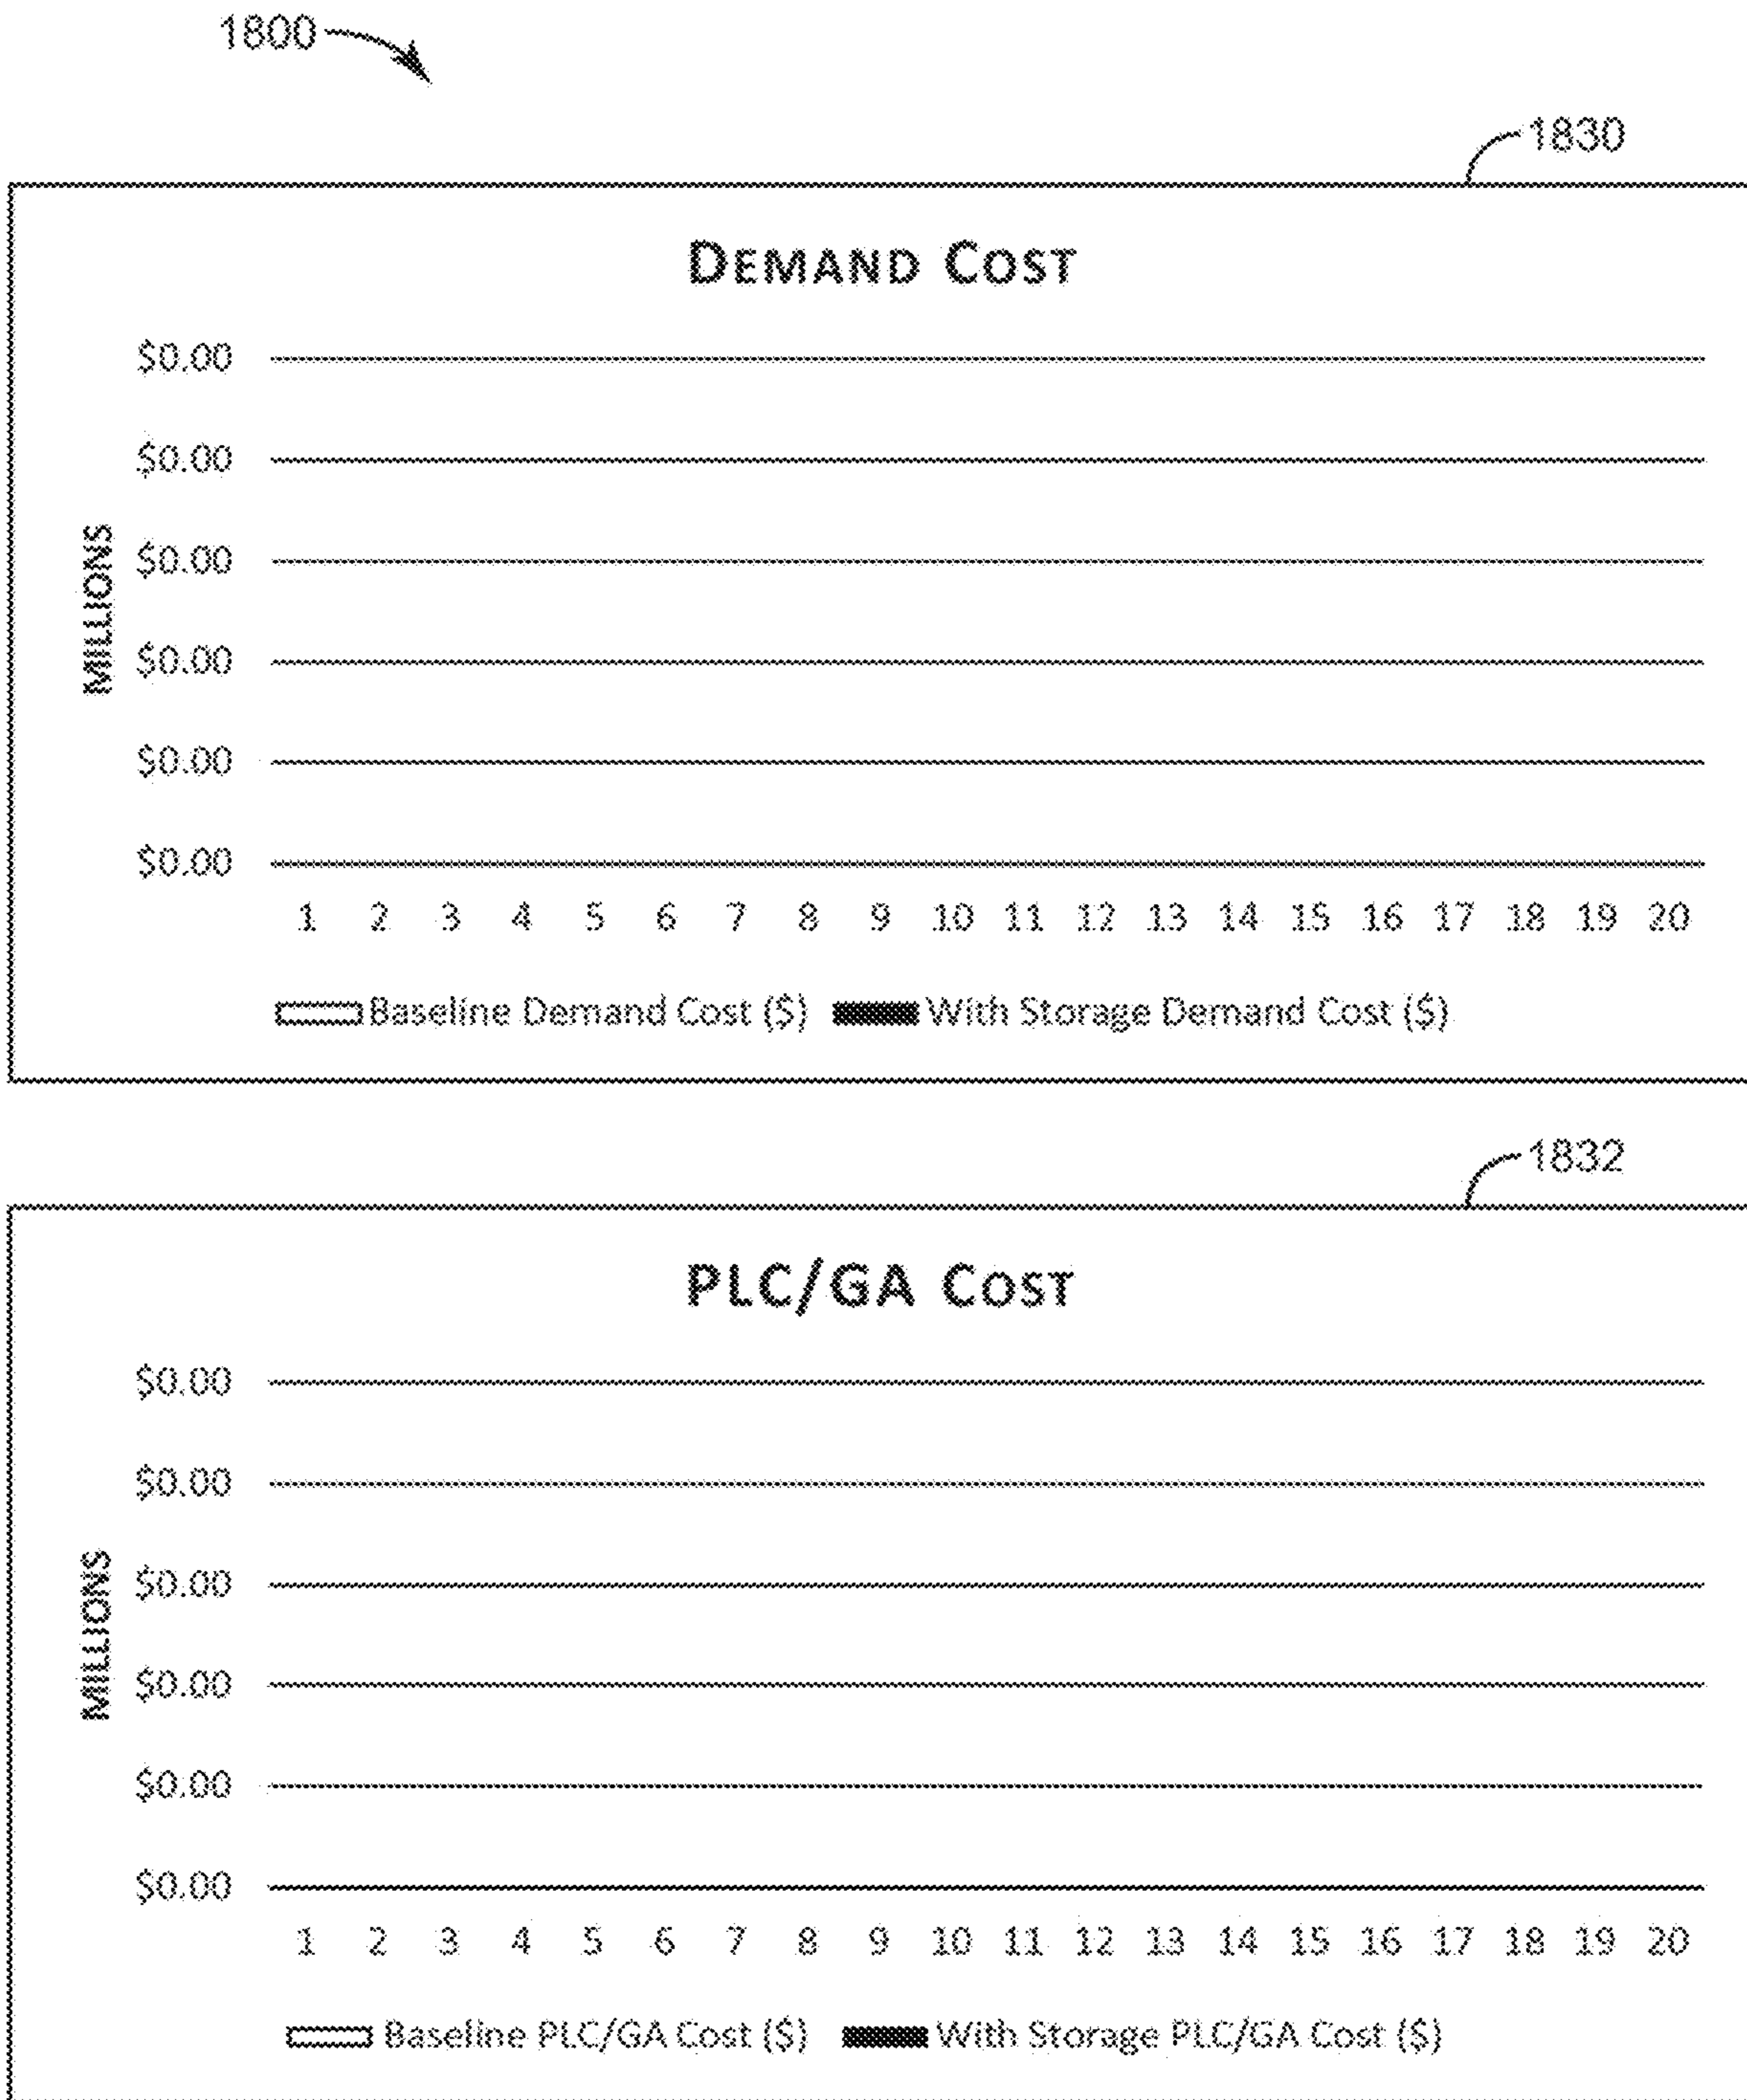 1800
1830
DEMAND COST
MILLIONS
$0.00
$0.00
$0.00
$0.00
$0.00
$0.00
1 2 3 4 5 6 7 8 9 10 11 12 13 14 15 16 17 18 19 20
Baseline Demand Cost ($) With Storage Demand Cost ($)
1832
PLC/GA COST
MILLIONS
$0.00
$0.00
$0.00
$0.00
$0.00
$0.00
1 2 3 4 5 6 7 8 9 10 11 12 13 14 15 16 17 18 19 20
Baseline PLC/GA Cost ($) With Storage PLC/GA Cost ($)